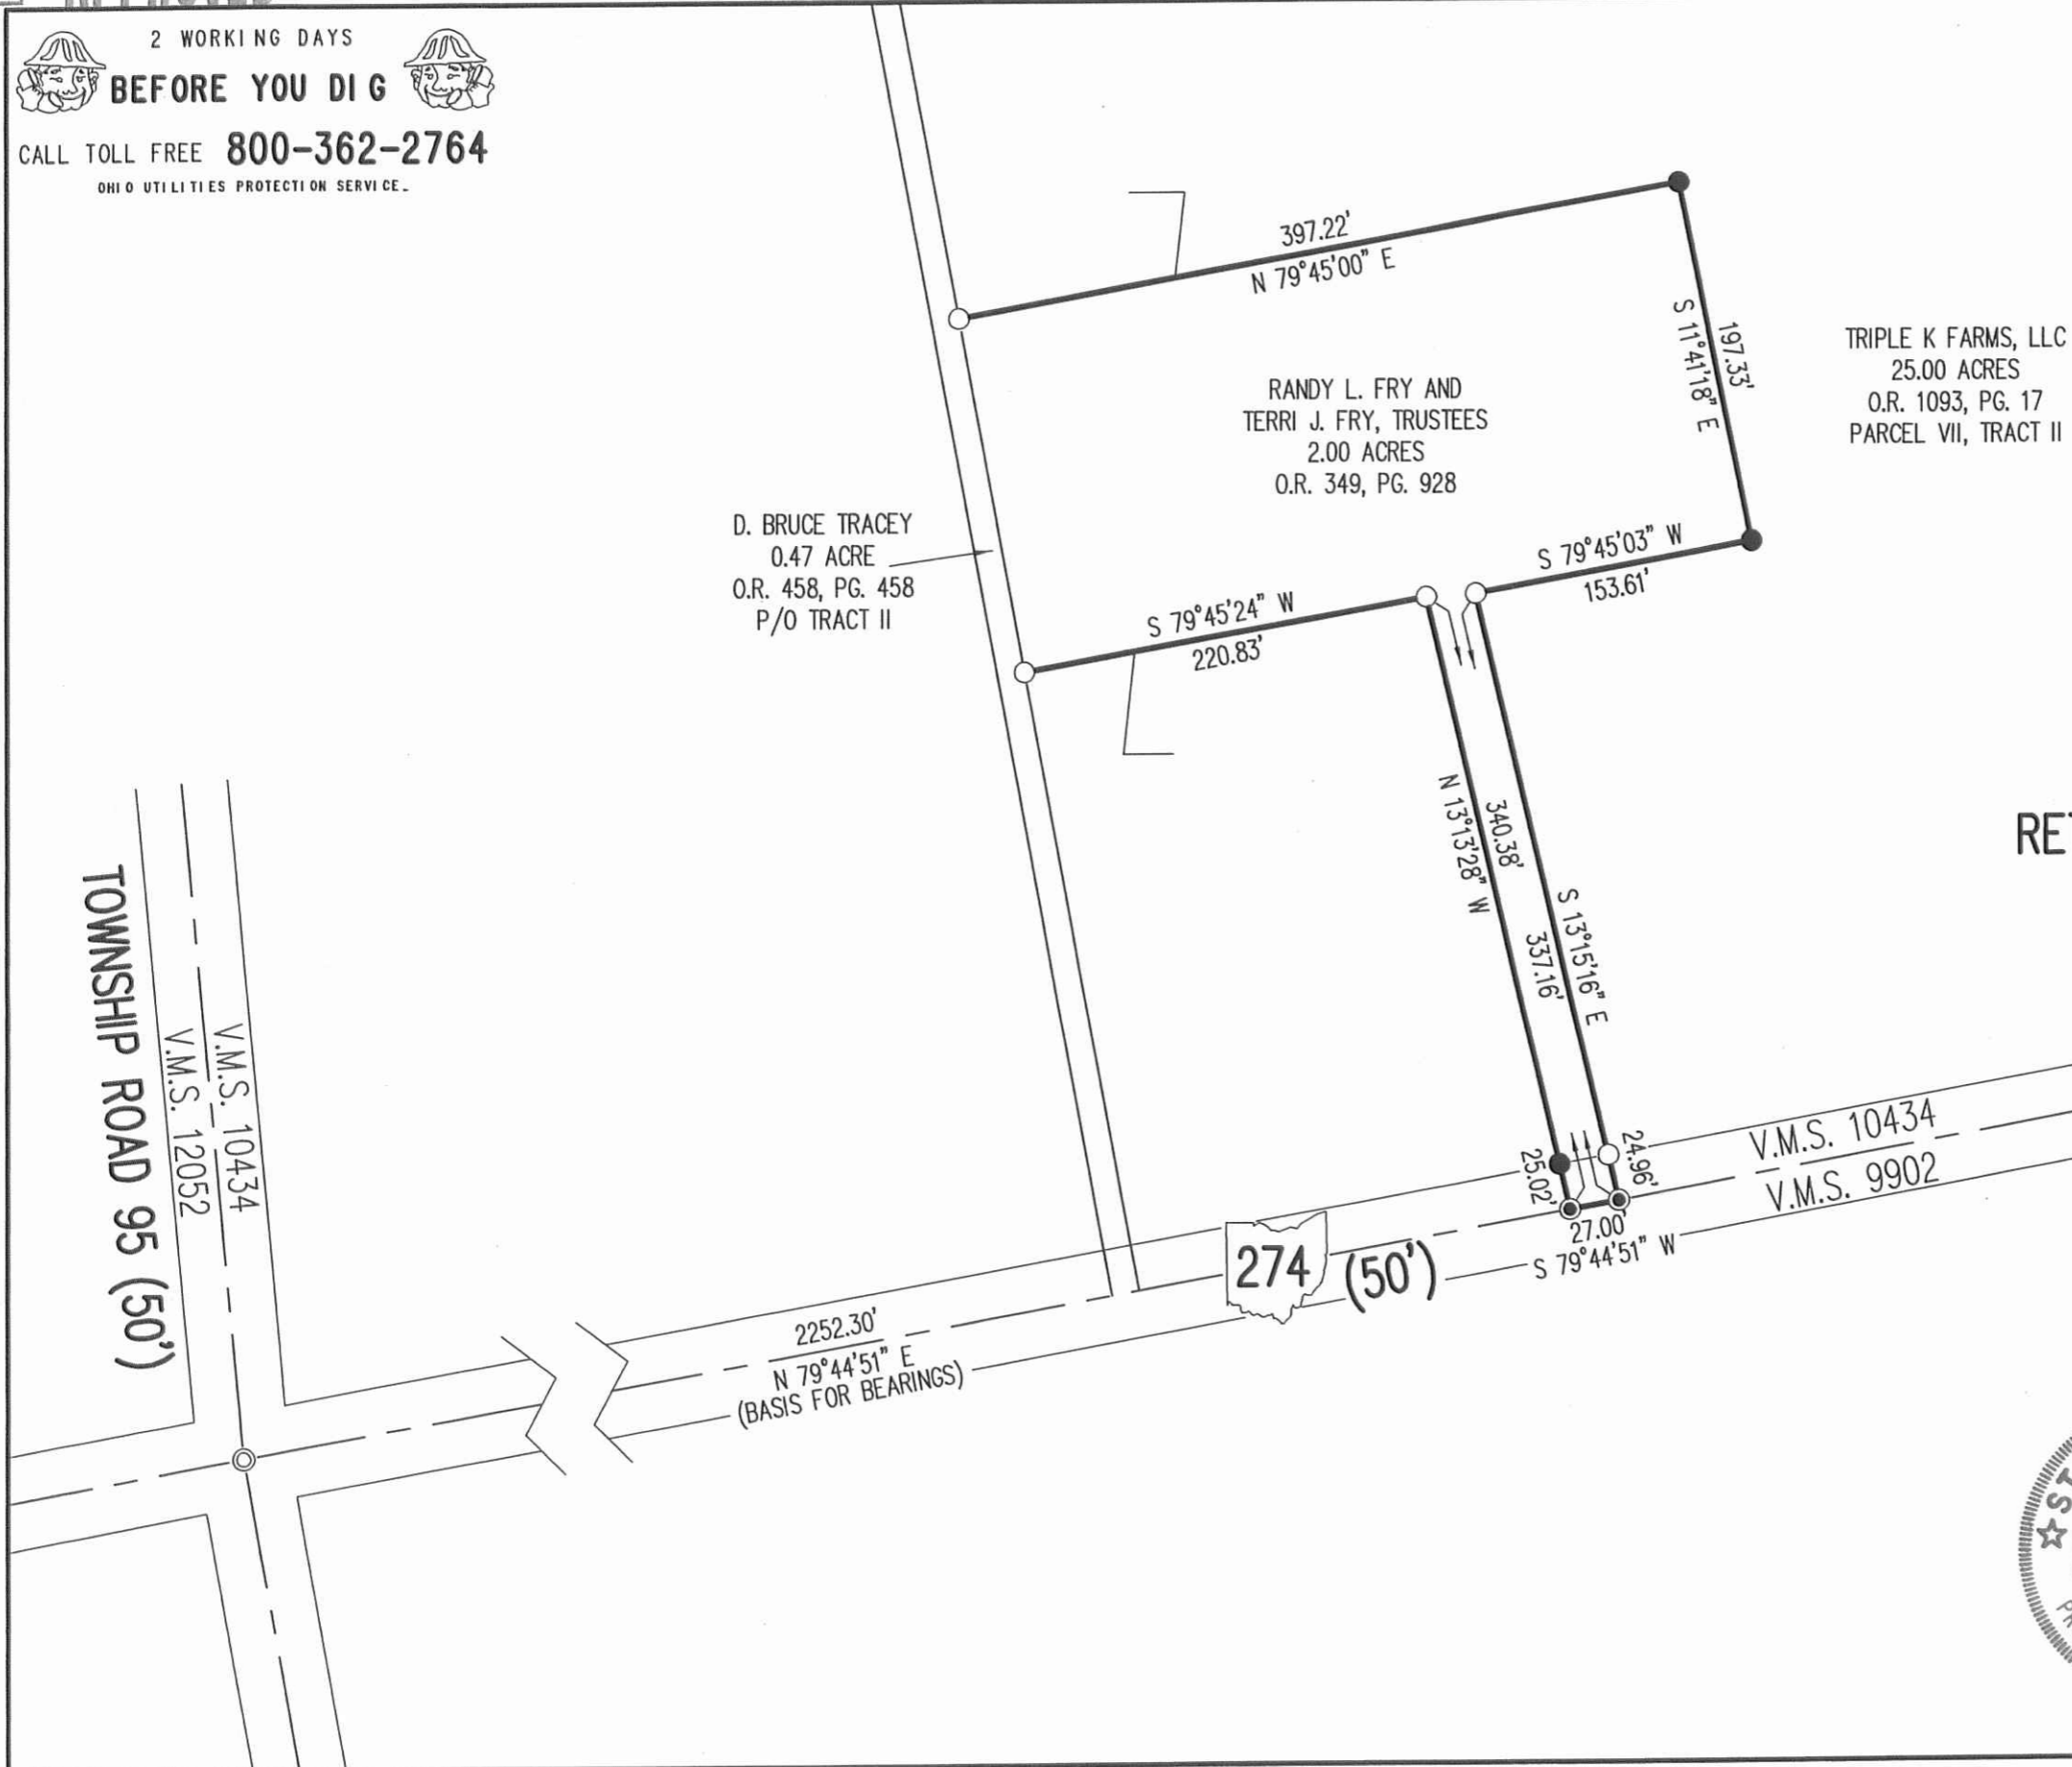 2 WORKING DAYS
BEFORE YOU DIG
CALL TOLL FREE 800-362-2764
OHIO UTILITIES PROTECTION SERVICE.
397.22'
N 79°45'00" E
S 11°41'18" E
197.33'
TRIPLE K FARMS, LLC
25.00 ACRES
O.R. 1093, PG. 17
PARCEL VII, TRACT II
RANDY L. FRY AND
TERRI J. FRY, TRUSTEES
2.00 ACRES
O.R. 349, PG. 928
D. BRUCE TRACEY
0.47 ACRE
O.R. 458, PG. 458
P/O TRACT II
S 79°45'03" W
153.61'
S 79°45'24" W
220.83'
N 13°13'28" W
340.38'
S 13°15'16" E
337.16'
RET
TOWNSHIP ROAD 95 (50')
V.M.S. 10434
V.M.S. 12052
25.02'
24.96'
27.00'
S 79°44'51" W
V.M.S. 10434
V.M.S. 9902
274 (50')
2252.30'
N 79°44'51" E
(BASIS FOR BEARINGS)